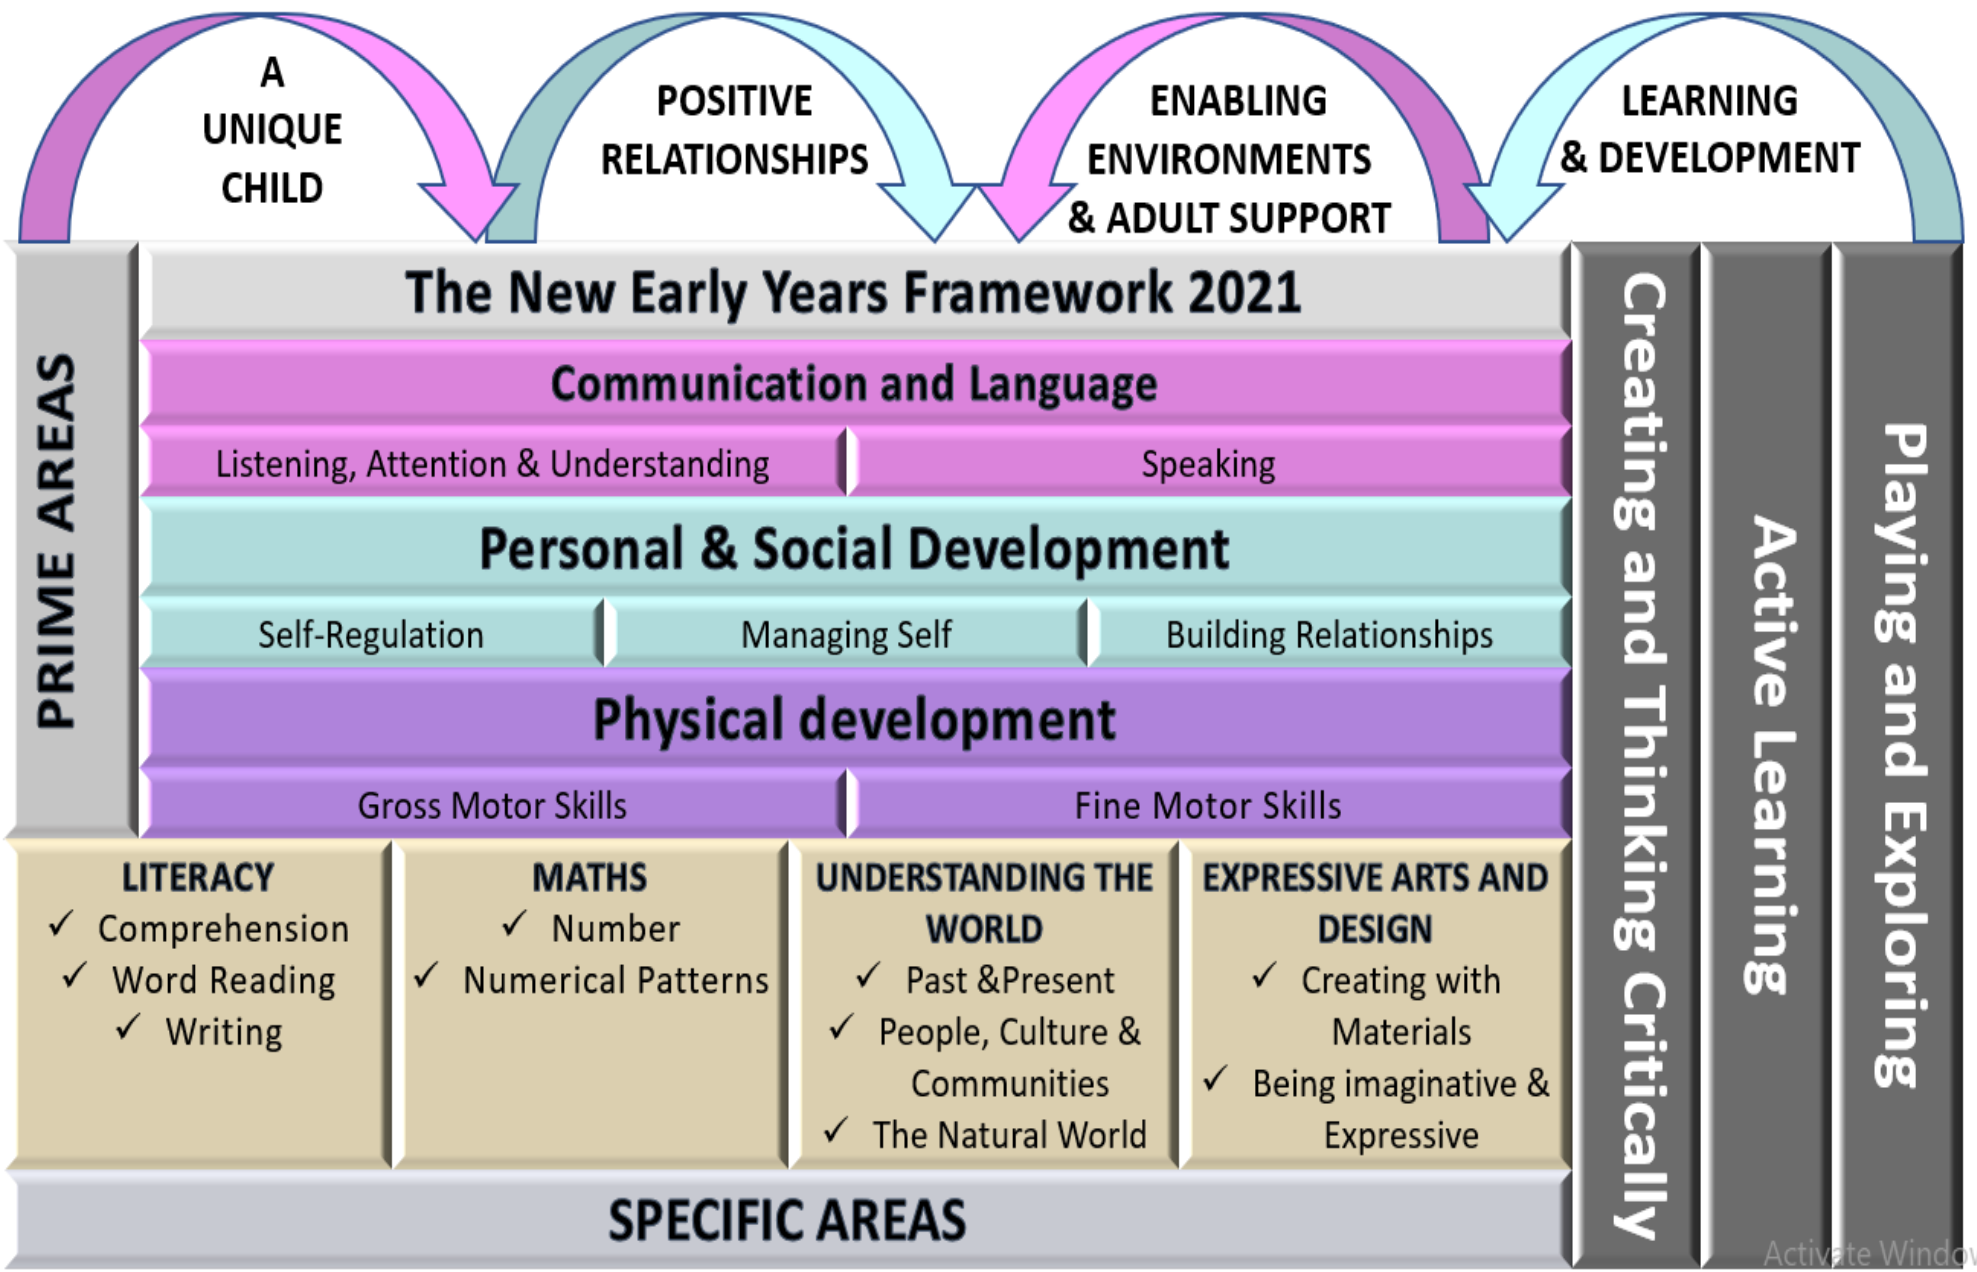 A
UNIQUE
CHILD
POSITIVE
RELATIONSHIPS
ENABLING
ENVIRONMENTS
& ADULT SUPPORT
LEARNING
& DEVELOPMENT
PRIME AREAS
The New Early Years Framework 2021
Communication and Language
Listening, Attention & Understanding
Speaking
Personal & Social Development
Self-Regulation
Managing Self
Building Relationships
Physical development
Gross Motor Skills
Fine Motor Skills
LITERACY
✓ Comprehension
✓ Word Reading
✓ Writing
MATHS
✓ Number
✓ Numerical Patterns
UNDERSTANDING THE
WORLD
✓ Past &Present
✓ People, Culture &
Communities
✓ The Natural World
EXPRESSIVE ARTS AND
DESIGN
✓ Creating with
Materials
✓ Being imaginative &
Expressive
SPECIFIC AREAS
Creating and Thinking Critically
Active Learning
Playing and Exploring
Activate Window